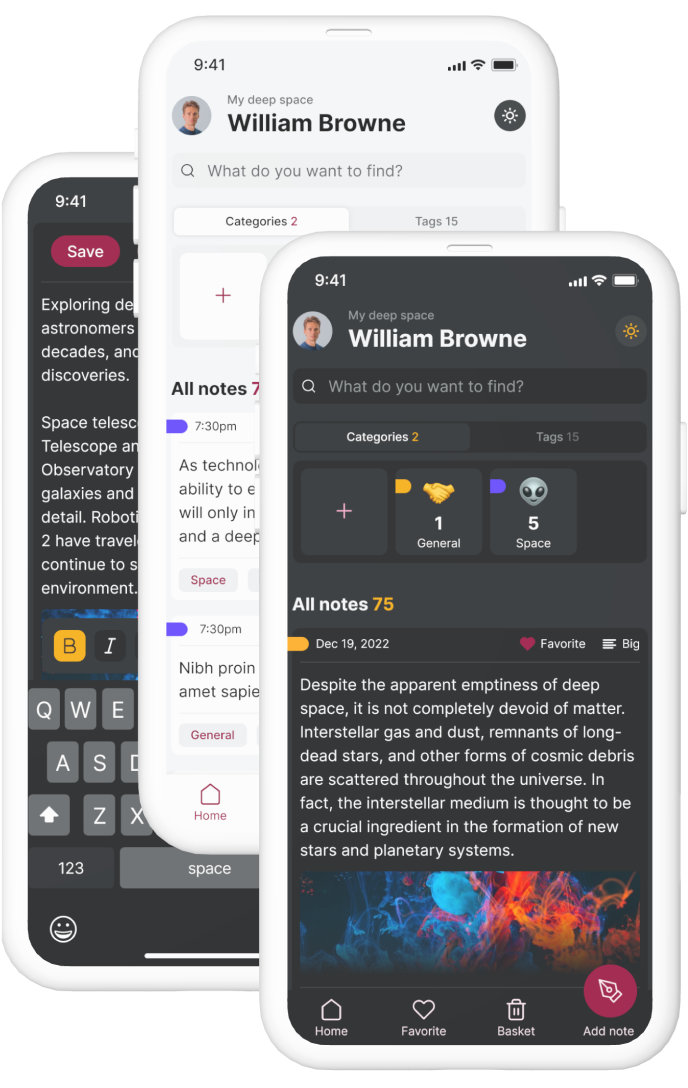 9:41
My deep space
William Browne
What do you want to find?
Categories 2
Tags 15
All notes
7:30pm
As technol
ability to e
will only in
and a deep
Space
7:30pm
Nibh proin
amet sapie
General
Home
9:41
Save
Exploring de
astronomers
decades, and
discoveries.
Space telesc
Telescope an
Observatory
galaxies and
detail. Roboti
2 have travel
continue to s
environment.
B I
Q W E
A S
Z X
123
space
9:41
My deep space
William Browne
What do you want to find?
Categories 2
Tags 15
1
General
5
Space
All notes 75
Dec 19, 2022
Favorite
Big
Despite the apparent emptiness of deep
space, it is not completely devoid of matter.
Interstellar gas and dust, remnants of long-
dead stars, and other forms of cosmic debris
are scattered throughout the universe. In
fact, the interstellar medium is thought to be
a crucial ingredient in the formation of new
stars and planetary systems.
Home
Favorite
Basket
Add note